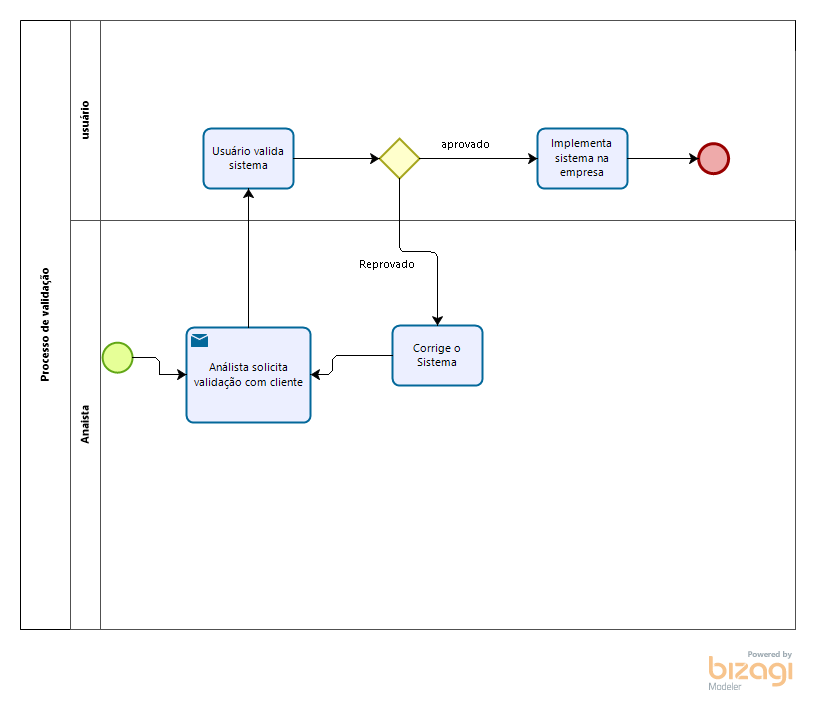 Processo de validação
usuário
Anaista
Usuário valida
sistema
aprovado
Implementa
sistema na
empresa
Reprovado
Análista solicita
validação com cliente
Corrige o
Sistema
Powered by
bizagi
Modeler